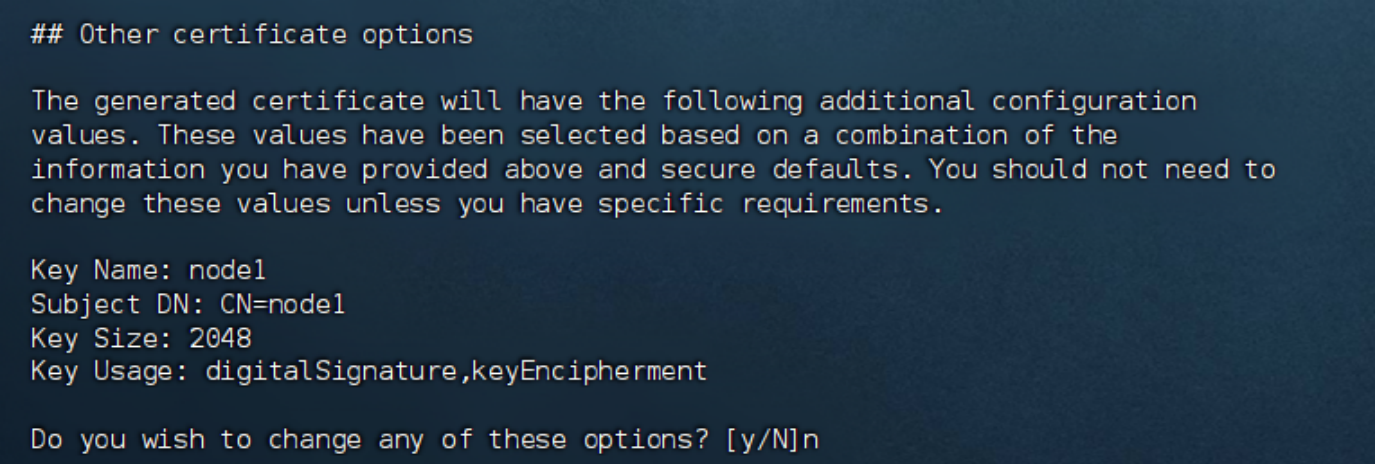 ## Other certificate options
The generated certificate will have the following additional configuration
values. These values have been selected based on a combination of the
information you have provided above and secure defaults. You should not need to
change these values unless you have specific requirements.
Key Name: node1
Subject DN: CN=node1
Key Size: 2048
Key Usage: digitalSignature,keyEncipherment
Do you wish to change any of these options? [y/N]n